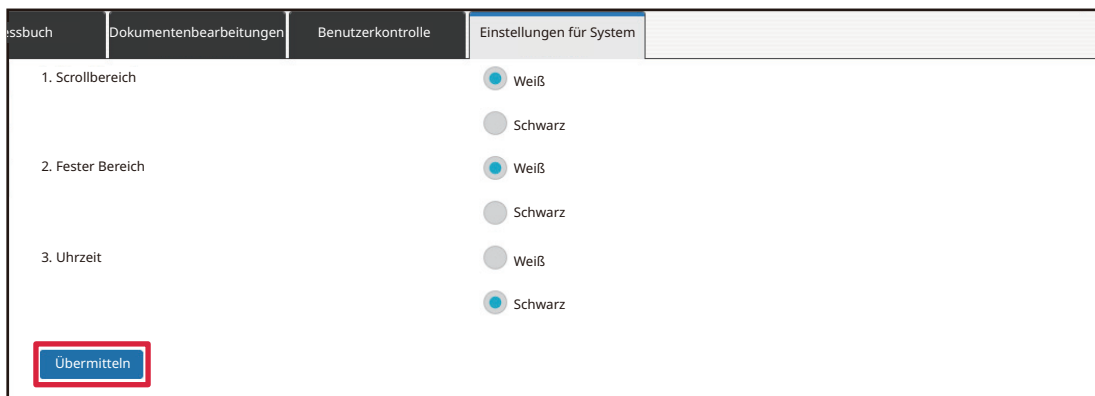 essbuch Dokumentenbearbeitungen Benutzerkontrolle Einstellungen für System
1. Scrollbereich Weiß
Schwarz
2. Fester Bereich Weiß
Schwarz
3. Uhrzeit Weiß
Schwarz
Übermitteln